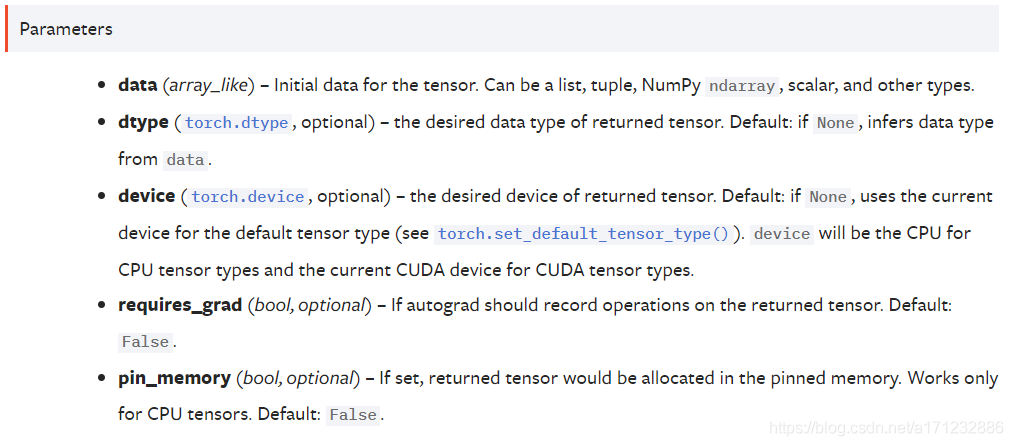 Parameters
• data (array_like) – Initial data for the tensor. Can be a list, tuple, NumPy ndarray, scalar, and other types.
• dtype (torch.dtype, optional) – the desired data type of returned tensor. Default: if None, infers data type
from data.
• device (torch.device, optional) – the desired device of returned tensor. Default: if None, uses the current
device for the default tensor type (see torch.set_default_tensor_type()). device will be the CPU for
CPU tensor types and the current CUDA device for CUDA tensor types.
• requires_grad (bool, optional) – If autograd should record operations on the returned tensor. Default:
False.
• pin_memory (bool, optional) – If set, returned tensor would be allocated in the pinned memory. Works only
for CPU tensors. Default: False.
https://blog.csdn.net/a171232886